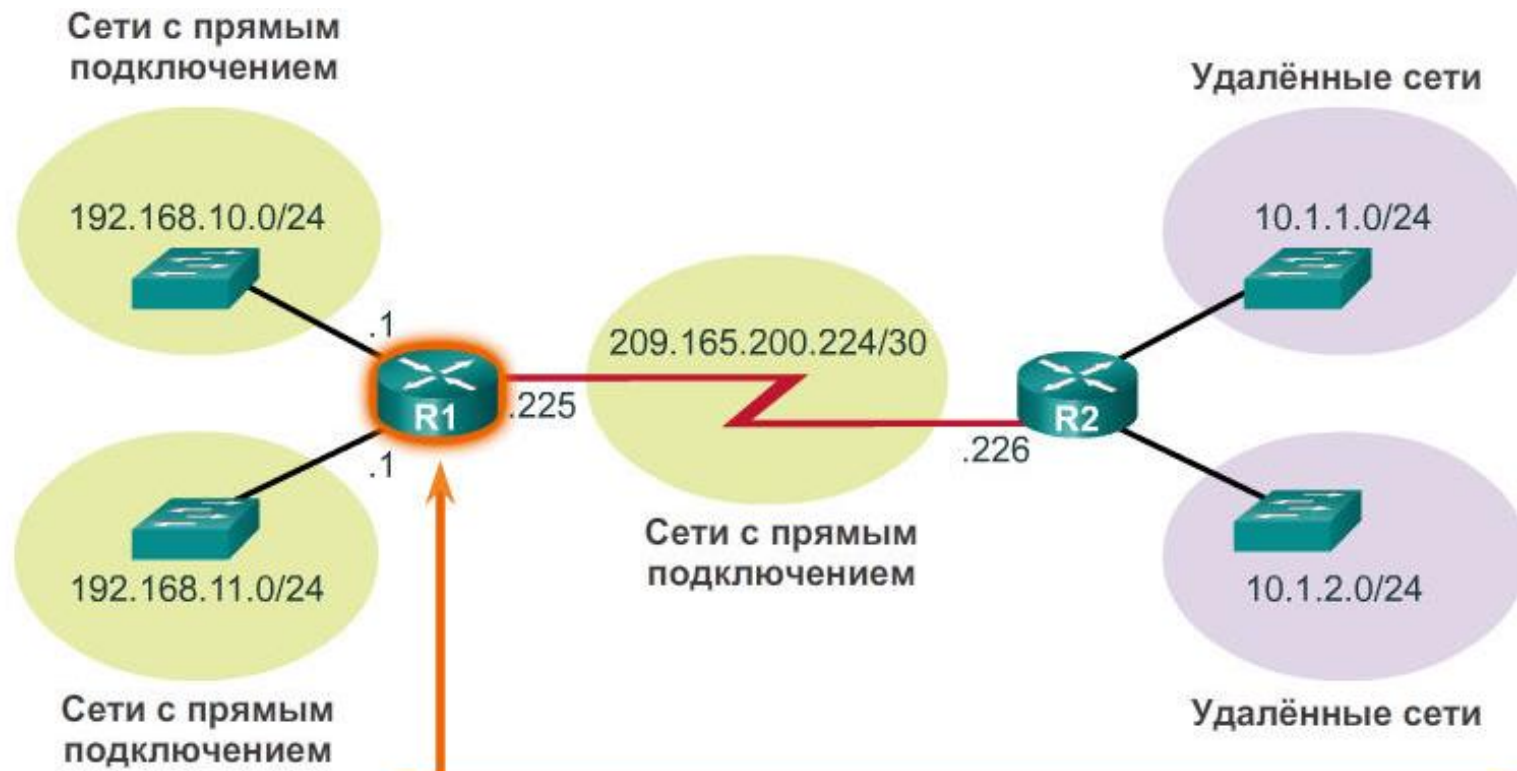 Сети с прямым
подключением
Удалённые сети
192.168.10.0/24
10.1.1.0/24
.1
209.165.200.224/30
R1
.225
R2
.226
.1
Сети с прямым
подключением
192.168.11.0/24
10.1.2.0/24
Сети с прямым
подключением
Удалённые сети